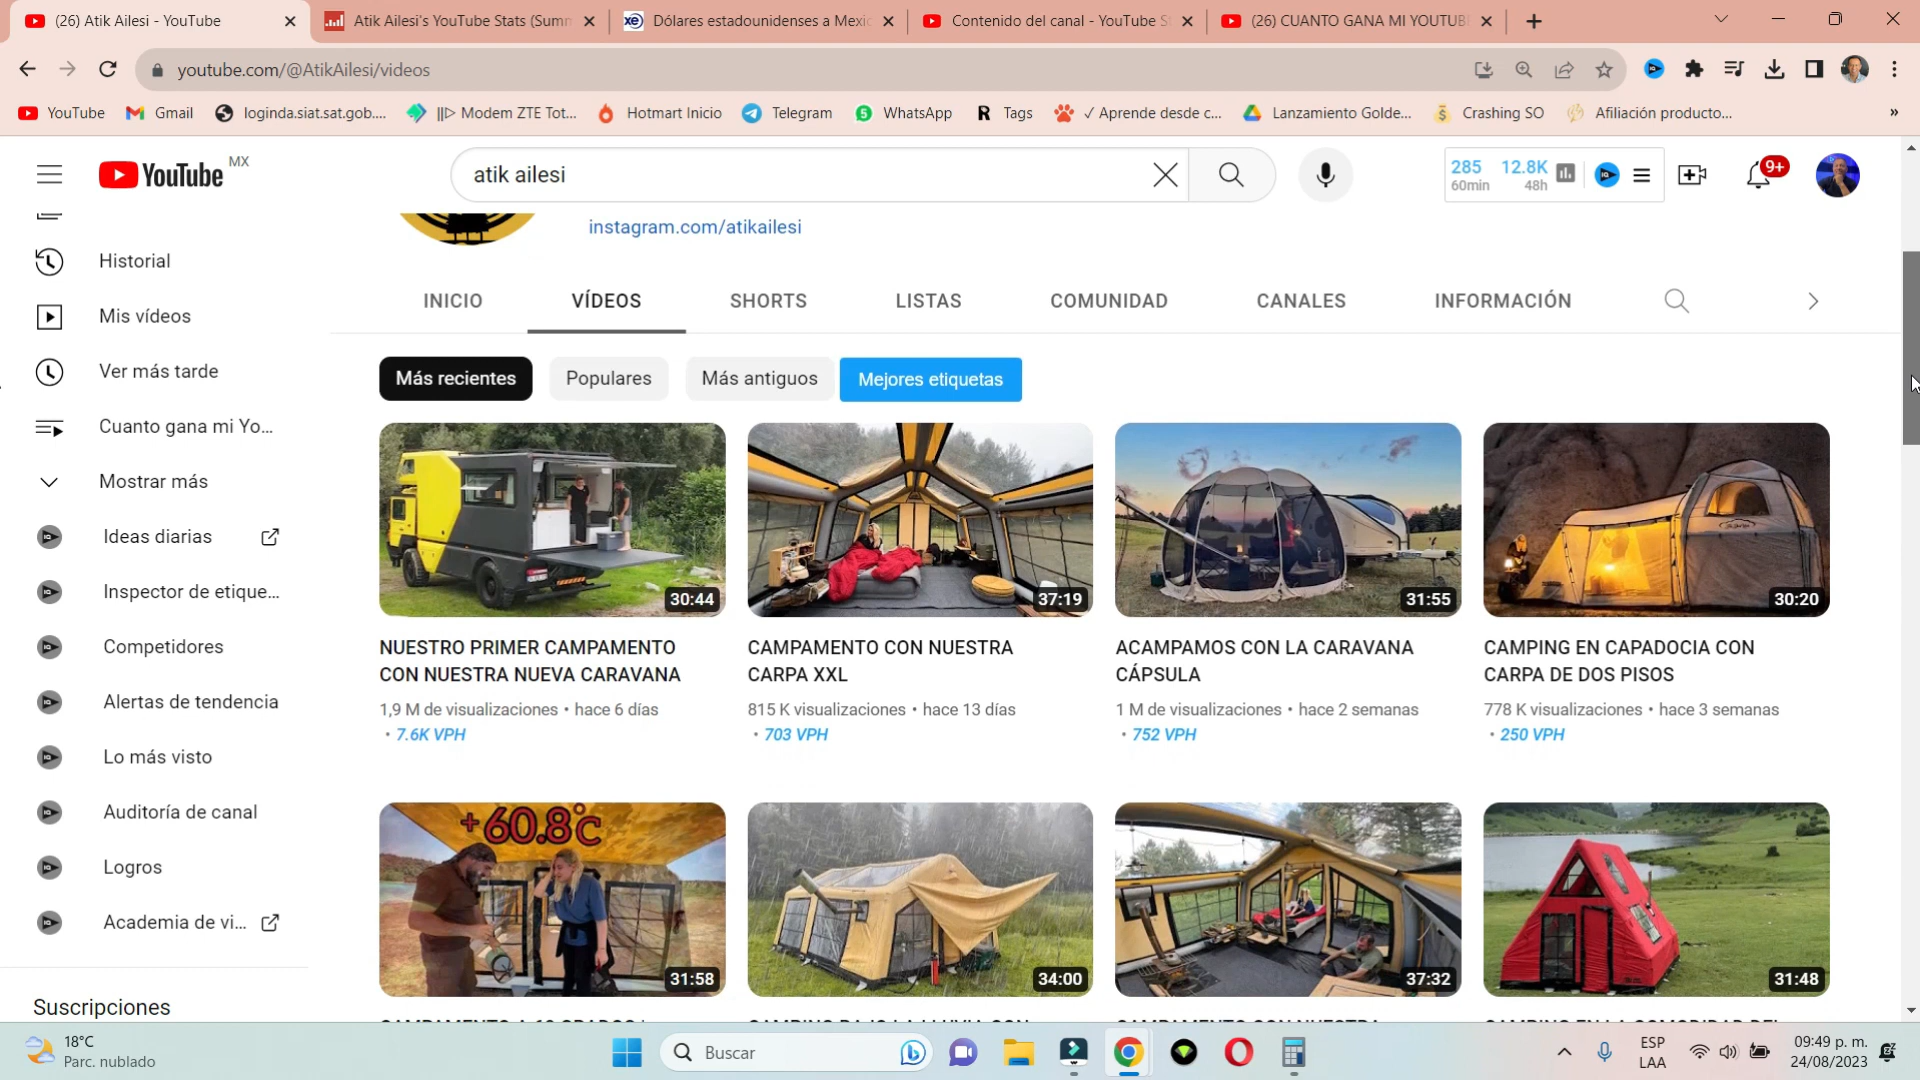 (26) Atik Ailesi - YouTube
Atik Ailesi's YouTube Stats (Summ
Dólares estadounidenses a Mexic
Contenido del canal - YouTube S
(26) CUANTO GANA MI YOUTUB
youtube.com/@AtikAilesi/videos
YouTube
Gmail
loginda.siat.sat.gob....
||▷ Modem ZTE Tot...
Hotmart Inicio
Telegram
WhatsApp
Tags
✓ Aprende desde c...
Lanzamiento Golde...
Crashing SO
Afiliación producto...
»
YouTube MX
atik ailesi
285
60min
12.8K
48h
9+
instagram.com/atikailesi
INICIO
VÍDEOS
SHORTS
LISTAS
COMUNIDAD
CANALES
INFORMACIÓN
Historial
Mis vídeos
Ver más tarde
Cuanto gana mi Yo...
Mostrar más
Ideas diarias
Inspector de etique...
Competidores
Alertas de tendencia
Lo más visto
Auditoría de canal
Logros
Academia de vi...
Suscripciones
Más recientes
Populares
Más antiguos
Mejores etiquetas
30:44
37:19
31:55
30:20
NUESTRO PRIMER CAMPAMENTO
CON NUESTRA NUEVA CARAVANA
1,9 M de visualizaciones • hace 6 días
• 7.6K VPH
CAMPAMENTO CON NUESTRA
CARPA XXL
815 K visualizaciones • hace 13 días
• 703 VPH
ACAMPAMOS CON LA CARAVANA
CÁPSULA
1 M de visualizaciones • hace 2 semanas
• 752 VPH
CAMPING EN CAPADOCIA CON
CARPA DE DOS PISOS
778 K visualizaciones • hace 3 semanas
• 250 VPH
+60.8°C
31:58
34:00
37:32
31:48
18°C
Parc. nublado
Buscar
ESP
LAA
09:49 p. m.
24/08/2023